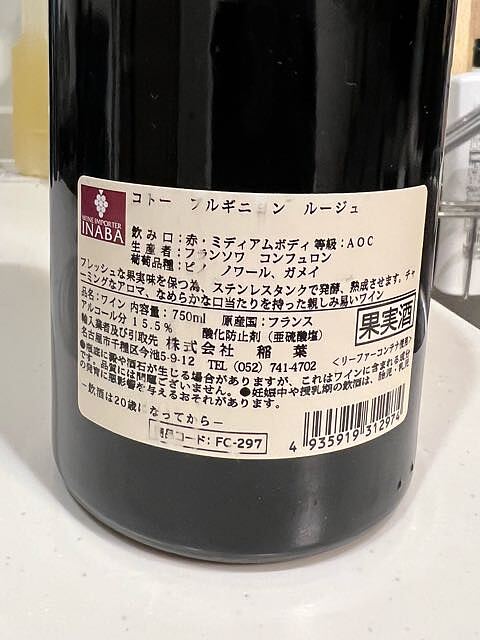 WINE IMPORTER
INABA
コトー ブルギニヨン ルージュ
飲み口:赤・ミディアムボディ 等級:AOC
生産者:フランソワ コンフュロン
葡萄品種:ピノ ノワール、ガメイ
フレッシュな果実味を保つ為、ステンレスタンクで発酵、熟成させます。チャ
ーミングなアロマ、なめらかな口当たりを持った親しみ易いワイン
品名:ワイン 内容量:750ml 原産国:フランス
アルコール分 15.5% 酸化防止剤(亜硫酸塩)
果実酒
輸入業者及び引取先 株式会社 稲葉
<リーファーコンテナ使用>
名古屋市千種区今池5-9-12 TEL (052) 741-4702
●瓶底に澱や酒石が生じる場合がありますが、これはワインに含まれる成分
です。品質には問題ございません。●妊娠中や授乳期の飲酒は、胎児・乳児
の発育に悪影響を与えるおそれがあります。
―飲酒は20歳になってから―
商品コード: FC-297
4 935919 312974